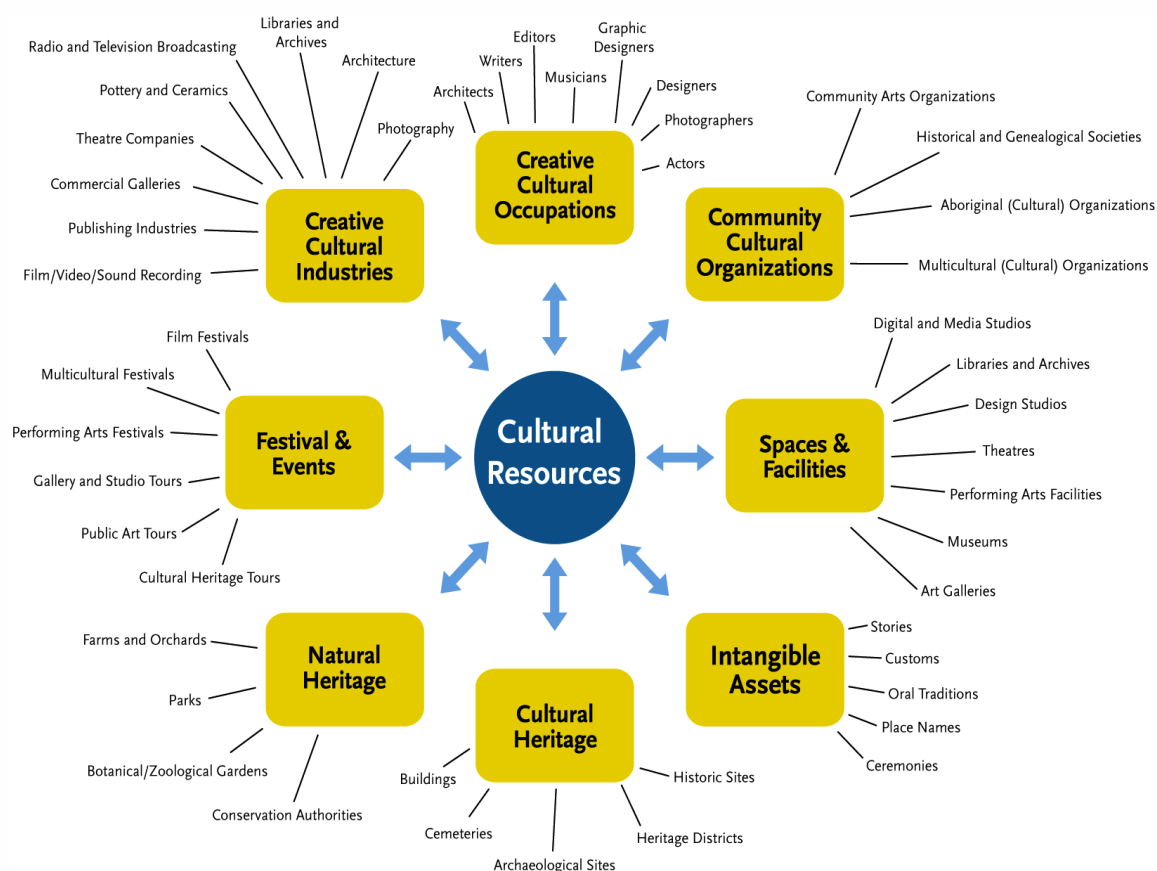 Libraries and
Archives
Radio and Television Broadcasting
Architecture
Pottery and Ceramics
Photography
Theatre Companies
Commercial Galleries
Publishing Industries
Film/Video/Sound Recording
Creative
Cultural
Industries
Architects
Writers
Editors
Musicians
Graphic
Designers
Designers
Photographers
Actors
Creative
Cultural
Occupations
Community Arts Organizations
Historical and Genealogical Societies
Aboriginal (Cultural) Organizations
Multicultural (Cultural) Organizations
Community
Cultural
Organizations
Film Festivals
Multicultural Festivals
Performing Arts Festivals
Gallery and Studio Tours
Public Art Tours
Cultural Heritage Tours
Festival &
Events
Cultural
Resources
Spaces &
Facilities
Digital and Media Studios
Libraries and Archives
Design Studios
Theatres
Performing Arts Facilities
Museums
Art Galleries
Farms and Orchards
Parks
Botanical/Zoological Gardens
Conservation Authorities
Natural
Heritage
Cultural
Heritage
Buildings
Cemeteries
Archaeological Sites
Heritage Districts
Historic Sites
Intangible
Assets
Stories
Customs
Oral Traditions
Place Names
Ceremonies